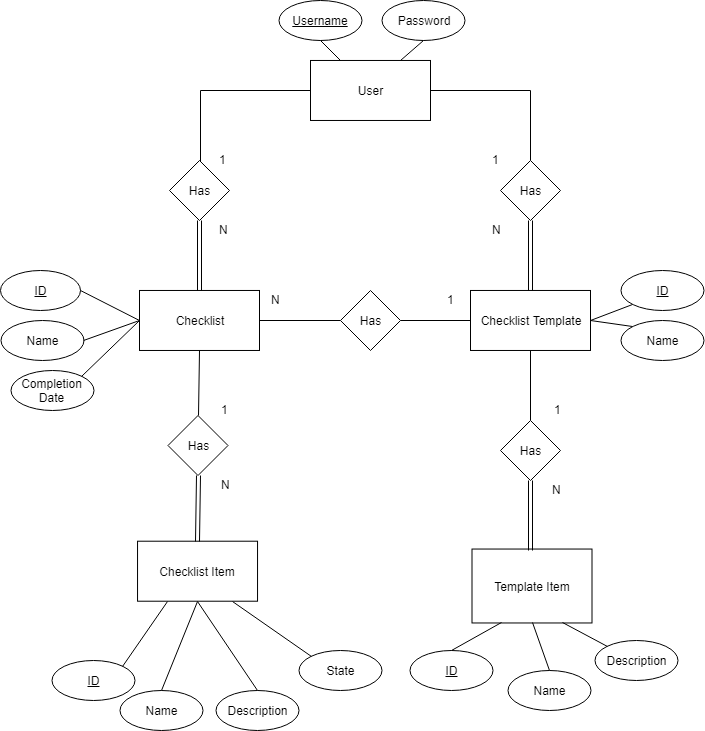 Username
Password
User
1
1
Has
Has
N
N
ID
Name
Completion
Date
Checklist
N
Has
1
Checklist Template
ID
Name
1
1
Has
Has
N
N
Checklist Item
Template Item
ID
Name
Description
State
ID
Name
Description